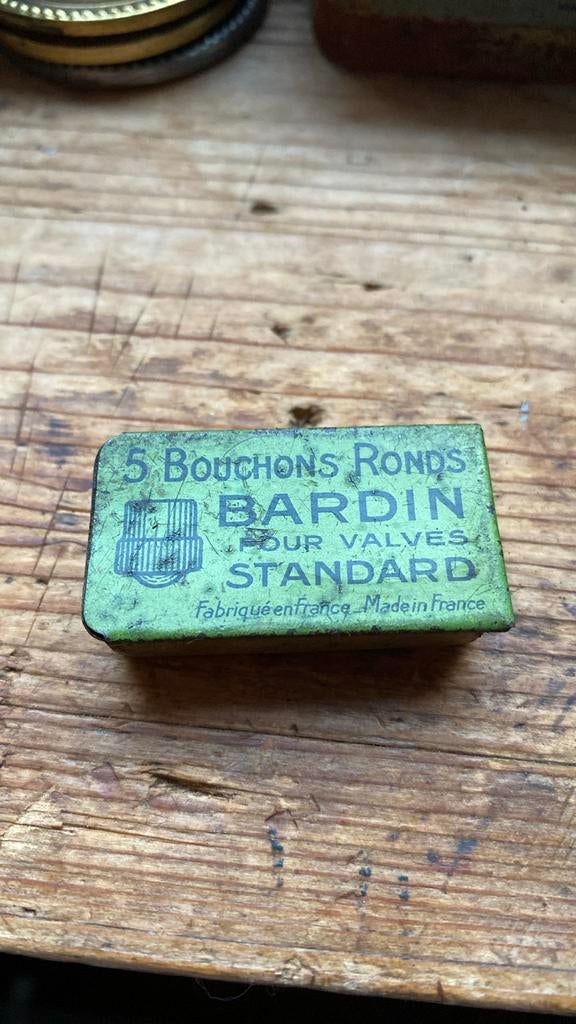 5 BOUCHONS RONDS
BARDIN
POUR VALVES
STANDARD
Fabriqué en France Made in France